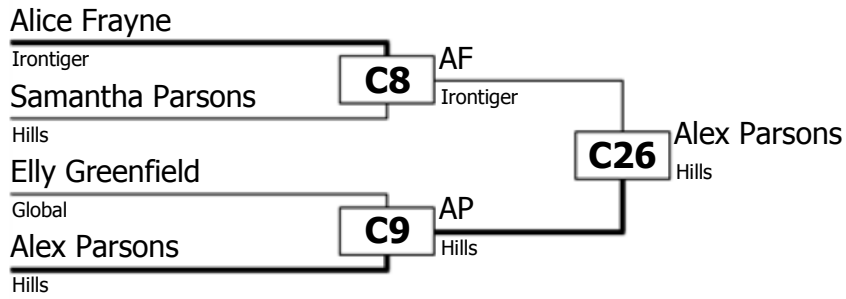 Alice Frayne
Irontiger
C8
AF
Irontiger
Samantha Parsons
Hills
C26
Alex Parsons
Hills
Elly Greenfield
Global
C9
AP
Hills
Alex Parsons
Hills